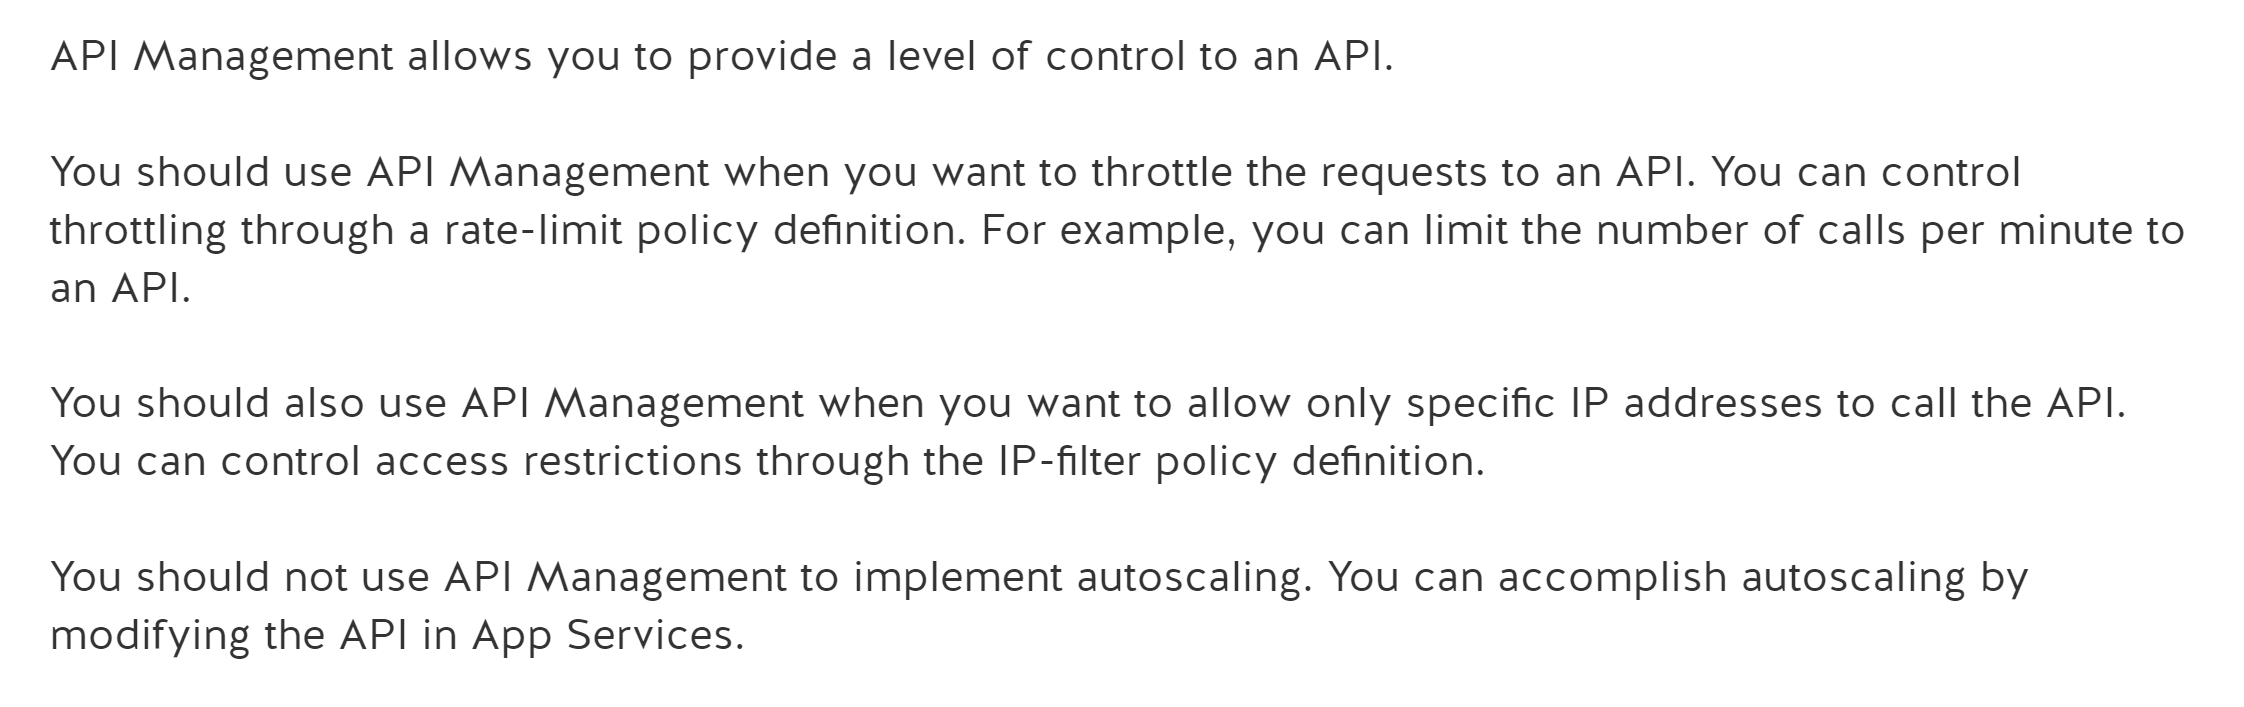 API Management allows you to provide a level of control to an API.
You should use API Management when you want to throttle the requests to an API. You can control
throttling through a rate-limit policy definition. For example, you can limit the number of calls per minute to
an API.
You should also use API Management when you want to allow only specific IP addresses to call the API.
You can control access restrictions through the IP-filter policy definition.
You should not use API Management to implement autoscaling. You can accomplish autoscaling by
modifying the API in App Services.